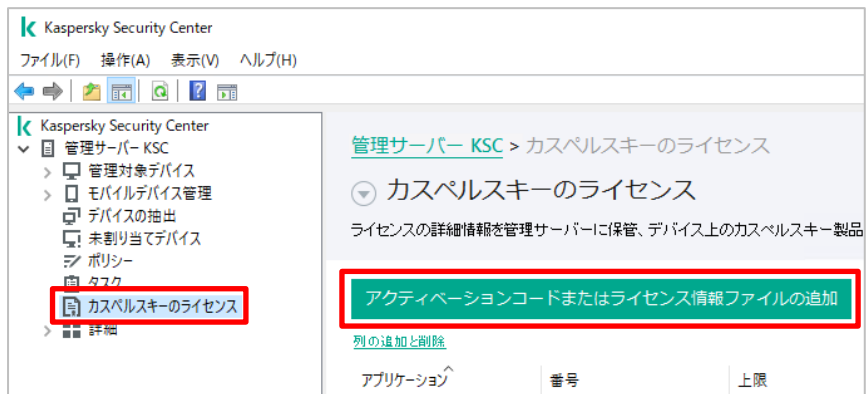 Kaspersky Security Center
ファイル(F) 操作(A) 表示(V) ヘルプ(H)
Kaspersky Security Center
管理サーバー KSC
管理対象デバイス
モバイルデバイス管理
デバイスの抽出
未割り当てデバイス
ポリシー
タスク
カスペルスキーのライセンス
詳細
管理サーバー KSC > カスペルスキーのライセンス
カスペルスキーのライセンス
ライセンスの詳細情報を管理サーバーに保管、デバイス上のカスペルスキー製品
アクティベーションコードまたはライセンス情報ファイルの追加
列の追加と削除
アプリケーション 番号 上限